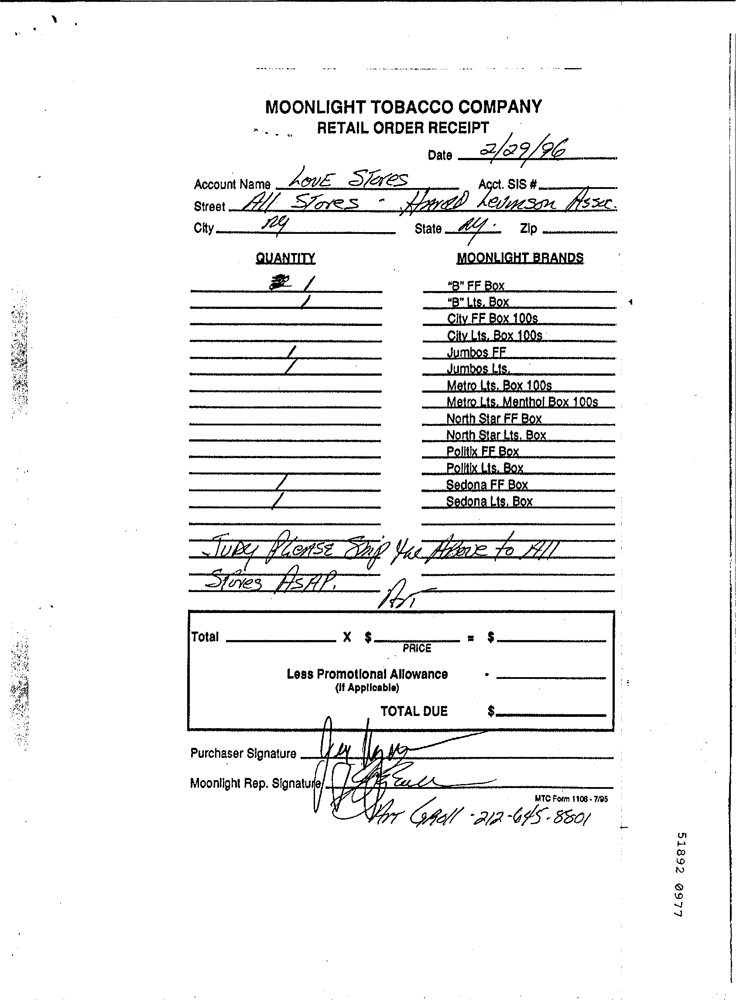 MOONLIGHT TOBACCO COMPANY
RETAIL ORDER RECEIPT
Date 2/29/96
Account Name Love Stores Acct. SIS #
Street All Stores - Harold Levinson Assoc.
City NY State NY. Zip
QUANTITY MOONLIGHT BRANDS
1 "B" FF Box
1 "B" Lts. Box
City FF Box 100s
City Lts. Box 100s
1 Jumbos FF
1 Jumbos Lts.
Metro Lts. Box 100s
Metro Lts. Menthol Box 100s
North Star FF Box
North Star Lts. Box
Politix FF Box
Politix Lts. Box
1 Sedona FF Box
1 Sedona Lts. Box
Judy Please Ship The Above to All
Stores ASAP.
Art
Total X $ PRICE = $
Less Promotional Allowance -
(If Applicable)
TOTAL DUE $
Purchaser Signature
Moonlight Rep. Signature
MTC Form 1108 - 7/95
Art Groll - 212-645-8801
51892 0977